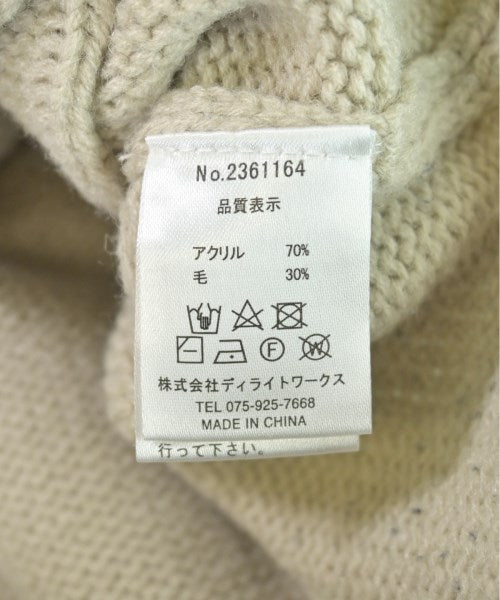 No.2361164
品質表示
アクリル 70%
毛 30%
F W
株式会社ディライトワークス
TEL 075-925-7668
MADE IN CHINA
行って下さい。